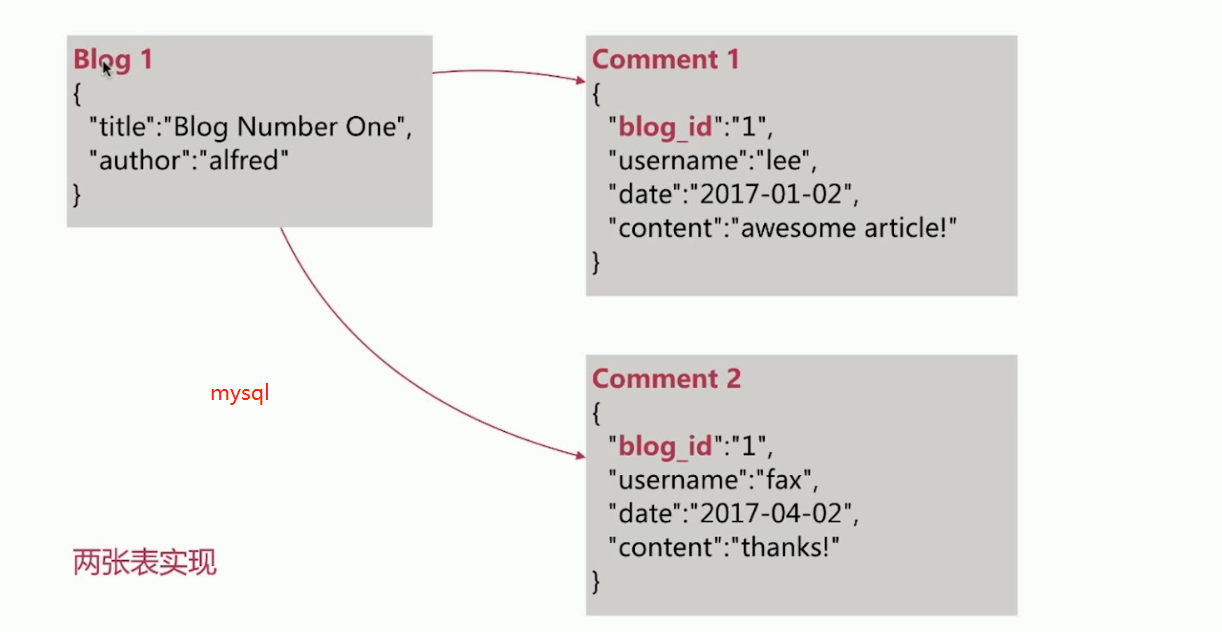 Blog 1
{
"title":"Blog Number One",
"author":"alfred"
}
Comment 1
{
"blog_id":"1",
"username":"lee",
"date":"2017-01-02",
"content":"awesome article!"
}
mysql
Comment 2
{
"blog_id":"1",
"username":"fax",
"date":"2017-04-02",
"content":"thanks!"
}
两张表实现